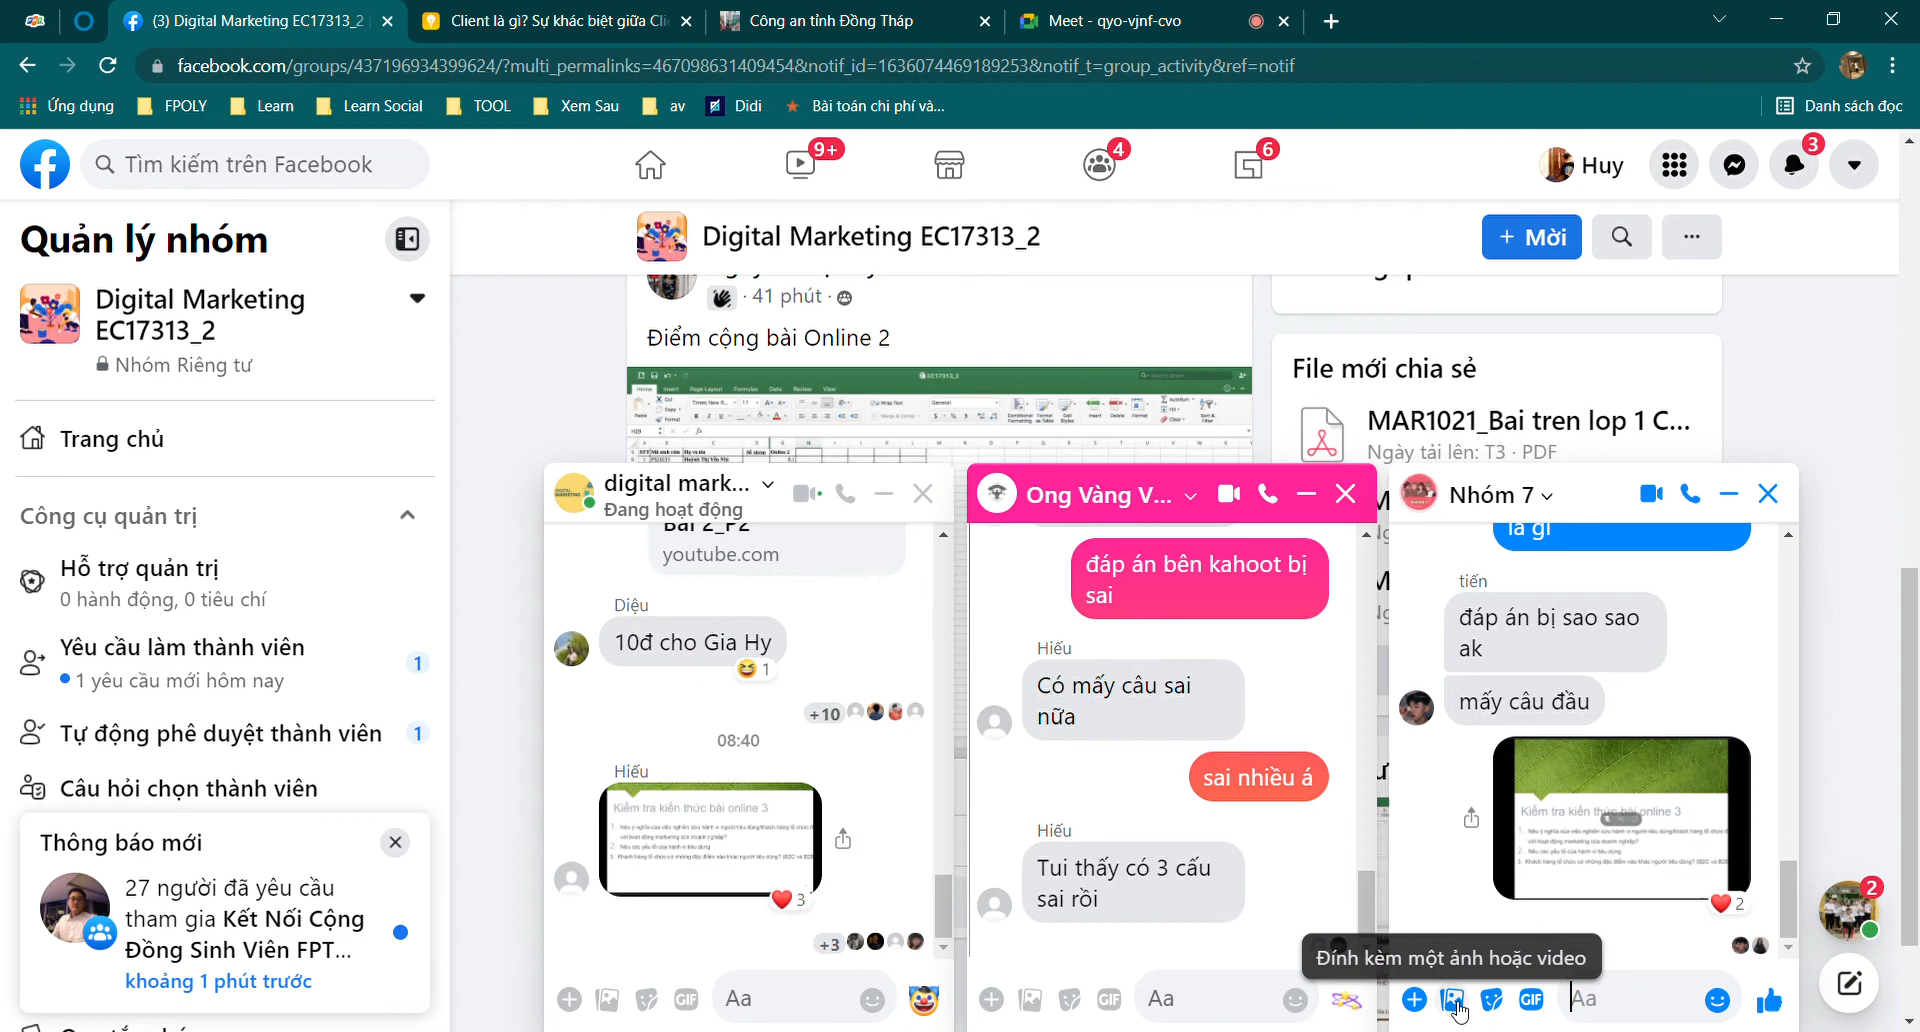 (3) Digital Marketing EC17313_2
Client là gì? Sự khác biệt giữa Cli
Công an tỉnh Đồng Tháp
Meet - qyo-vjnf-cvo
facebook.com/groups/437196934399624/?multi_permalinks=467098631409454&notif_id=1636074469189253&notif_t=group_activity&ref=notif
Ứng dụng
FPOLY
Learn
Learn Social
TOOL
Xem Sau
av
Didi
Bài toán chi phí và...
Danh sách đọc
Tìm kiếm trên Facebook
9+
4
6
Huy
3
Quản lý nhóm
Digital Marketing
EC17313_2
Nhóm Riêng tư
Trang chủ
Công cụ quản trị
Hỗ trợ quản trị
0 hành động, 0 tiêu chí
Yêu cầu làm thành viên
1
1 yêu cầu mới hôm nay
Tự động phê duyệt thành viên
1
Câu hỏi chọn thành viên
Thông báo mới
27 người đã yêu cầu
tham gia Kết Nối Cộng
Đồng Sinh Viên FPT...
khoảng 1 phút trước
Digital Marketing EC17313_2
+ Mời
41 phút
Điểm cộng bài Online 2
File mới chia sẻ
MAR1021_Bai tren lop 1 C...
Ngày tải lên: T3 · PDF
digital mark...
Đang hoạt động
Bài 2_P2
youtube.com
Diệu
10đ cho Gia Hy
1
+10
08:40
Hiếu
Kiểm tra kiến thức bài online 3
3
+3
Aa
Ong Vàng V...
đáp án bên kahoot bị
sai
Hiếu
Có mấy câu sai
nữa
sai nhiều á
Hiếu
Tui thấy có 3 cấu
sai rồi
GIF
Aa
Nhóm 7
là gì
tiến
đáp án bị sao sao
ak
mấy câu đầu
Kiểm tra kiến thức bài online 3
2
Đính kèm một ảnh hoặc video
GIF
Aa
2